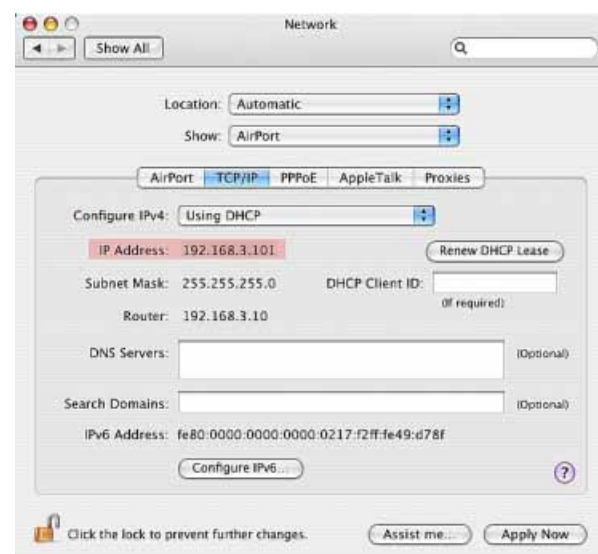 Network
Show All
Location: Automatic
Show: AirPort
AirPort TCP/IP PPPoE AppleTalk Proxies
Configure IPv4: Using DHCP
IP Address: 192.168.3.101 Renew DHCP Lease
Subnet Mask: 255.255.255.0 DHCP Client ID:
(If required)
Router: 192.168.3.10
DNS Servers: (Optional)
Search Domains: (Optional)
IPv6 Address: fe80:0000:0000:0000:0217:f2ff:fe49:d78f
Configure IPv6... ?
Click the lock to prevent further changes. Assist me... Apply Now